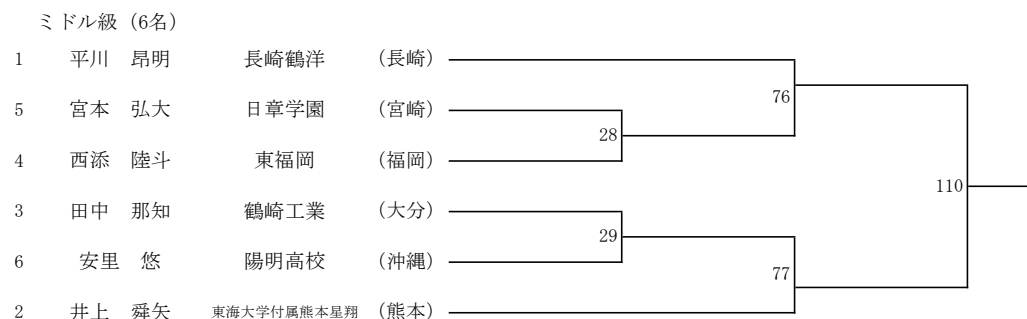 ミドル級 (6名)
1 平川 昂明 長崎鶴洋 (長崎)
76
5 宮本 弘大 日章学園 (宮崎)
28
4 西添 陸斗 東福岡 (福岡)
110
3 田中 那知 鶴崎工業 (大分)
29
6 安里 悠 陽明高校 (沖縄)
77
2 井上 舜矢 東海大学付属熊本星翔 (熊本)